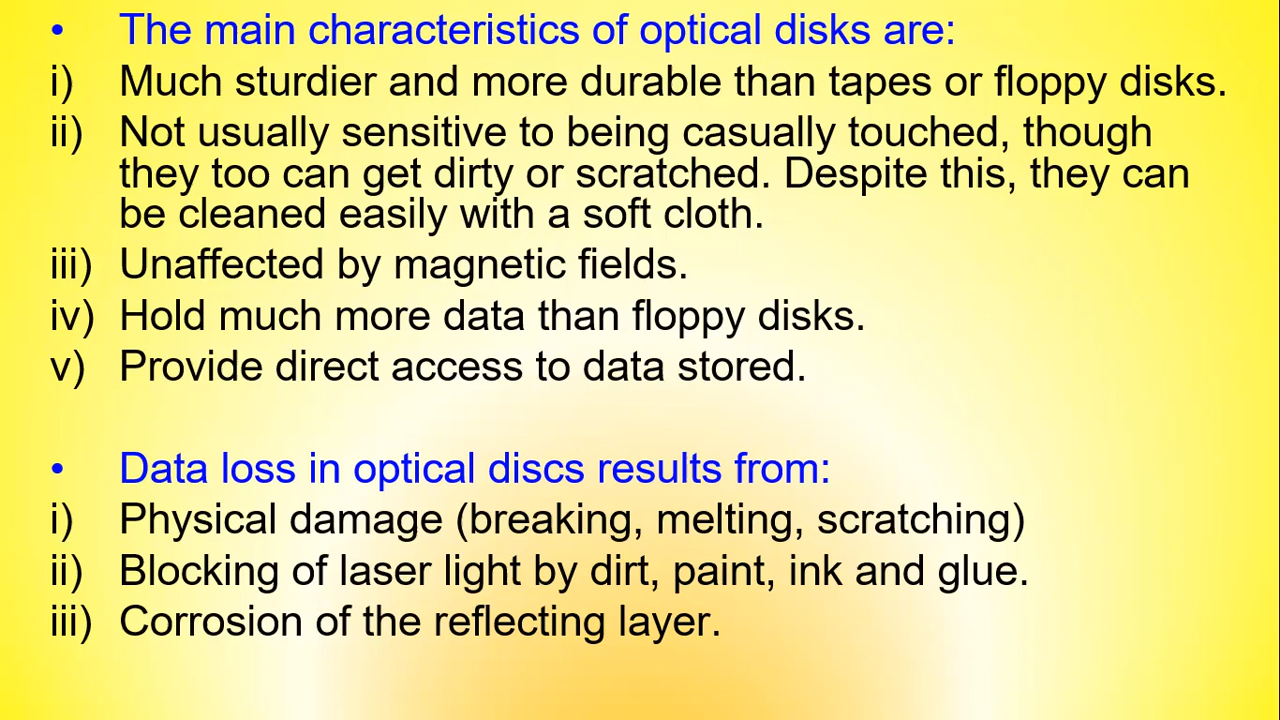 • The main characteristics of optical disks are:
i) Much sturdier and more durable than tapes or floppy disks.
ii) Not usually sensitive to being casually touched, though
they too can get dirty or scratched. Despite this, they can
be cleaned easily with a soft cloth.
iii) Unaffected by magnetic fields.
iv) Hold much more data than floppy disks.
v) Provide direct access to data stored.
• Data loss in optical discs results from:
i) Physical damage (breaking, melting, scratching)
ii) Blocking of laser light by dirt, paint, ink and glue.
iii) Corrosion of the reflecting layer.